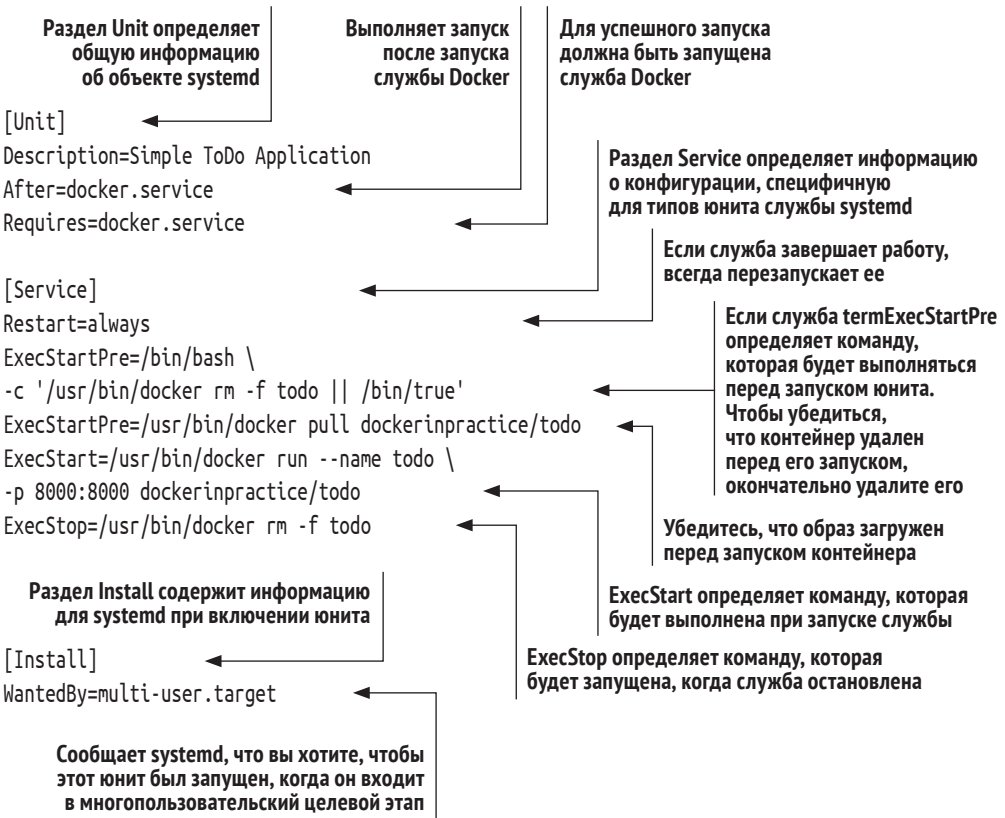 Раздел Unit определяет
общую информацию
об объекте systemd
Выполняет запуск
после запуска
службы Docker
Для успешного запуска
должна быть запущена
служба Docker
[Unit]
Description=Simple ToDo Application
After=docker.service
Requires=docker.service
Раздел Service определяет информацию
о конфигурации, специфичную
для типов юнита службы systemd
Если служба завершает работу,
всегда перезапускает ее
[Service]
Restart=always
ExecStartPre=/bin/bash \
-c '/usr/bin/docker rm -f todo || /bin/true'
ExecStartPre=/usr/bin/docker pull dockerinpractice/todo
ExecStart=/usr/bin/docker run --name todo \
-p 8000:8000 dockerinpractice/todo
ExecStop=/usr/bin/docker rm -f todo
Если служба termExecStartPre
определяет команду,
которая будет выполняться
перед запуском юнита.
Чтобы убедиться,
что контейнер удален
перед его запуском,
окончательно удалите его
Убедитесь, что образ загружен
перед запуском контейнера
ExecStart определяет команду, которая
будет выполнена при запуске службы
ExecStop определяет команду, которая
будет запущена, когда служба остановлена
Раздел Install содержит информацию
для systemd при включении юнита
[Install]
WantedBy=multi-user.target
Сообщает systemd, что вы хотите, чтобы
этот юнит был запущен, когда он входит
в многопользовательский целевой этап